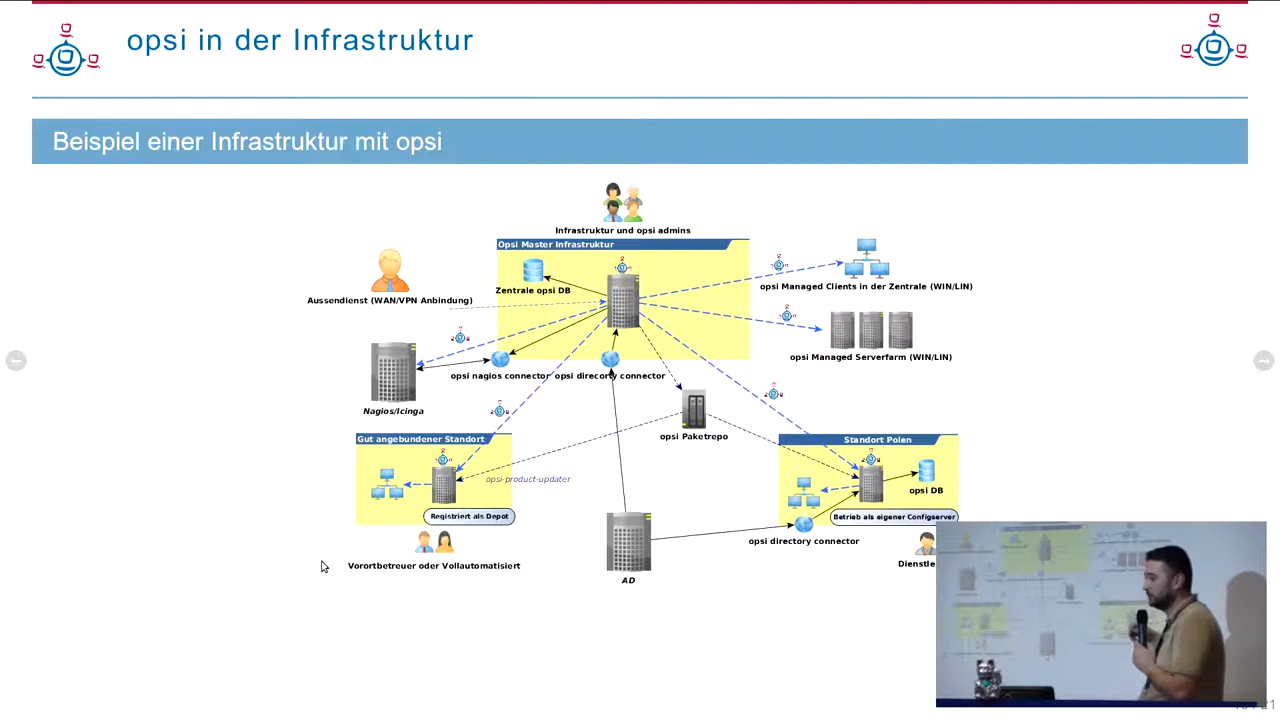 opsi in der Infrastruktur
Beispiel einer Infrastruktur mit opsi
Infrastruktur und opsi admins
Opsi Master Infrastruktur
Zentrale opsi DB
Aussendienst (WAN/VPN Anbindung)
opsi Managed Clients in der Zentrale (WIN/LIN)
opsi Managed Serverfarm (WIN/LIN)
opsi nagios connector
opsi direcorty connector
Nagios/Icinga
opsi Paketrepo
Gut angebundener Standort
Standort Polen
opsi-product-updater
opsi DB
Registriert als Depot
Betrieb als eigener Configserver
opsi directory connector
Vorortbetreuer oder Vollautomatisiert
AD